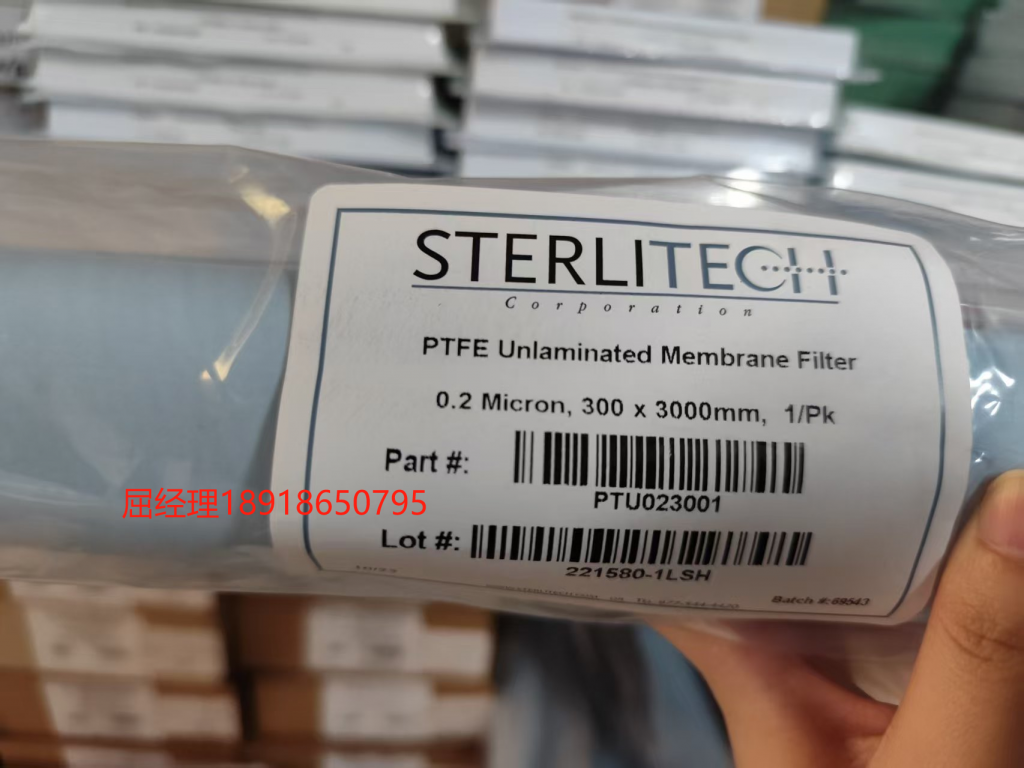 STERLITECH
Corporation
PTFE Unlaminated Membrane Filter
0.2 Micron, 300 x 3000mm, 1/Pk
Part #:
PTU023001
屈经理18918650795
Lot #:
221580-1LSH
Batch #:69543